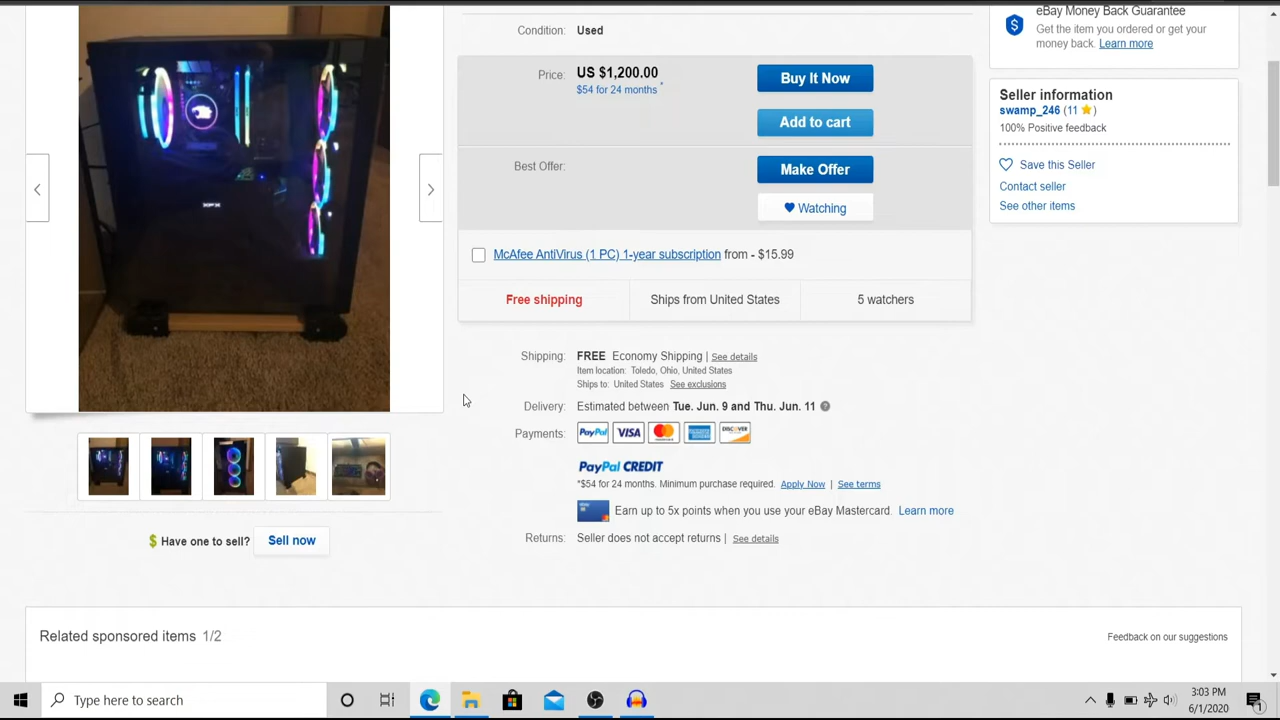 eBay Money Back Guarantee
Get the item you ordered or get your
money back. Learn more
Condition: Used
Price: US $1,200.00
$54 for 24 months *
Buy It Now
Add to cart
Best Offer:
Make Offer
Watching
Seller information
swamp_246 (11)
100% Positive feedback
Save this Seller
Contact seller
See other items
XFX
McAfee AntiVirus (1 PC) 1-year subscription from - $15.99
Free shipping
Ships from United States
5 watchers
Shipping: FREE Economy Shipping | See details
Item location: Toledo, Ohio, United States
Ships to: United States See exclusions
Delivery: Estimated between Tue. Jun. 9 and Thu. Jun. 11 ?
Payments: PayPal VISA MasterCard AMERICAN EXPRESS DISCOVER
PayPal CREDIT
*$54 for 24 months. Minimum purchase required. Apply Now | See terms
Earn up to 5x points when you use your eBay Mastercard. Learn more
Returns: Seller does not accept returns | See details
$ Have one to sell? Sell now
Related sponsored items 1/2
Feedback on our suggestions
Type here to search
3:03 PM
6/1/2020
1